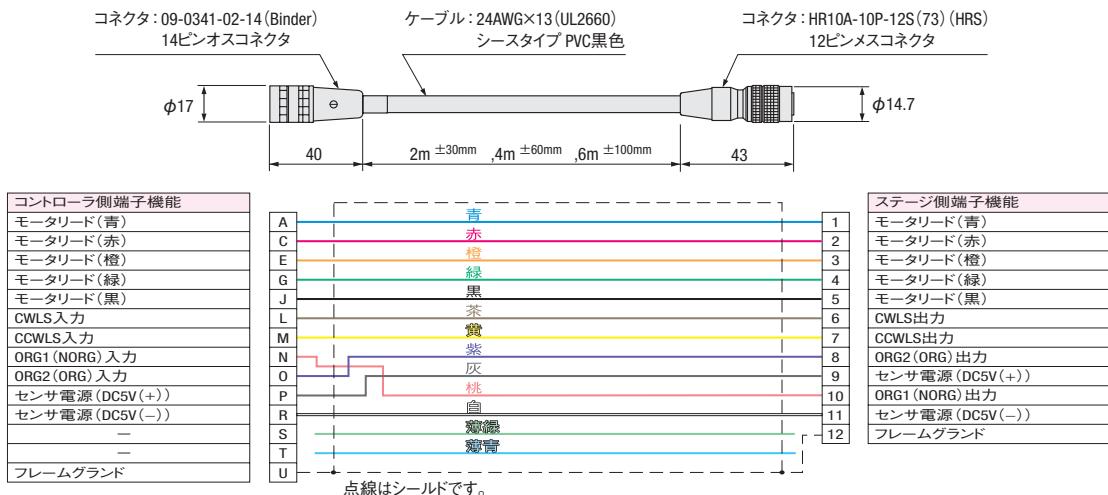 コネクタ：09-0341-02-14(Binder)
14ピンオスコネクタ
ケーブル：24AWG×13(UL2660)
シースタイプ PVC黒色
コネクタ：HR10A-10P-12S(73)(HRS)
12ピンメスコネクタ
φ17
φ14.7
40
2m ±30mm ,4m ±60mm ,6m ±100mm
43
コントローラ側端子機能
モータリード(青)
モータリード(赤)
モータリード(橙)
モータリード(緑)
モータリード(黒)
CWLS入力
CCWLS入力
ORG1(NORG)入力
ORG2(ORG)入力
センサ電源(DC5V(+))
センサ電源(DC5V(−))
—
—
フレームグランド
A
C
E
G
J
L
M
N
O
P
R
S
T
U
青
赤
橙
緑
黒
茶
黄
紫
灰
桃
白
薄緑
薄青
1
2
3
4
5
6
7
8
9
10
11
12
ステージ側端子機能
モータリード(青)
モータリード(赤)
モータリード(橙)
モータリード(緑)
モータリード(黒)
CWLS出力
CCWLS出力
ORG2(ORG)出力
センサ電源(DC5V(+))
ORG1(NORG)出力
センサ電源(DC5V(−))
フレームグランド
点線はシールドです。